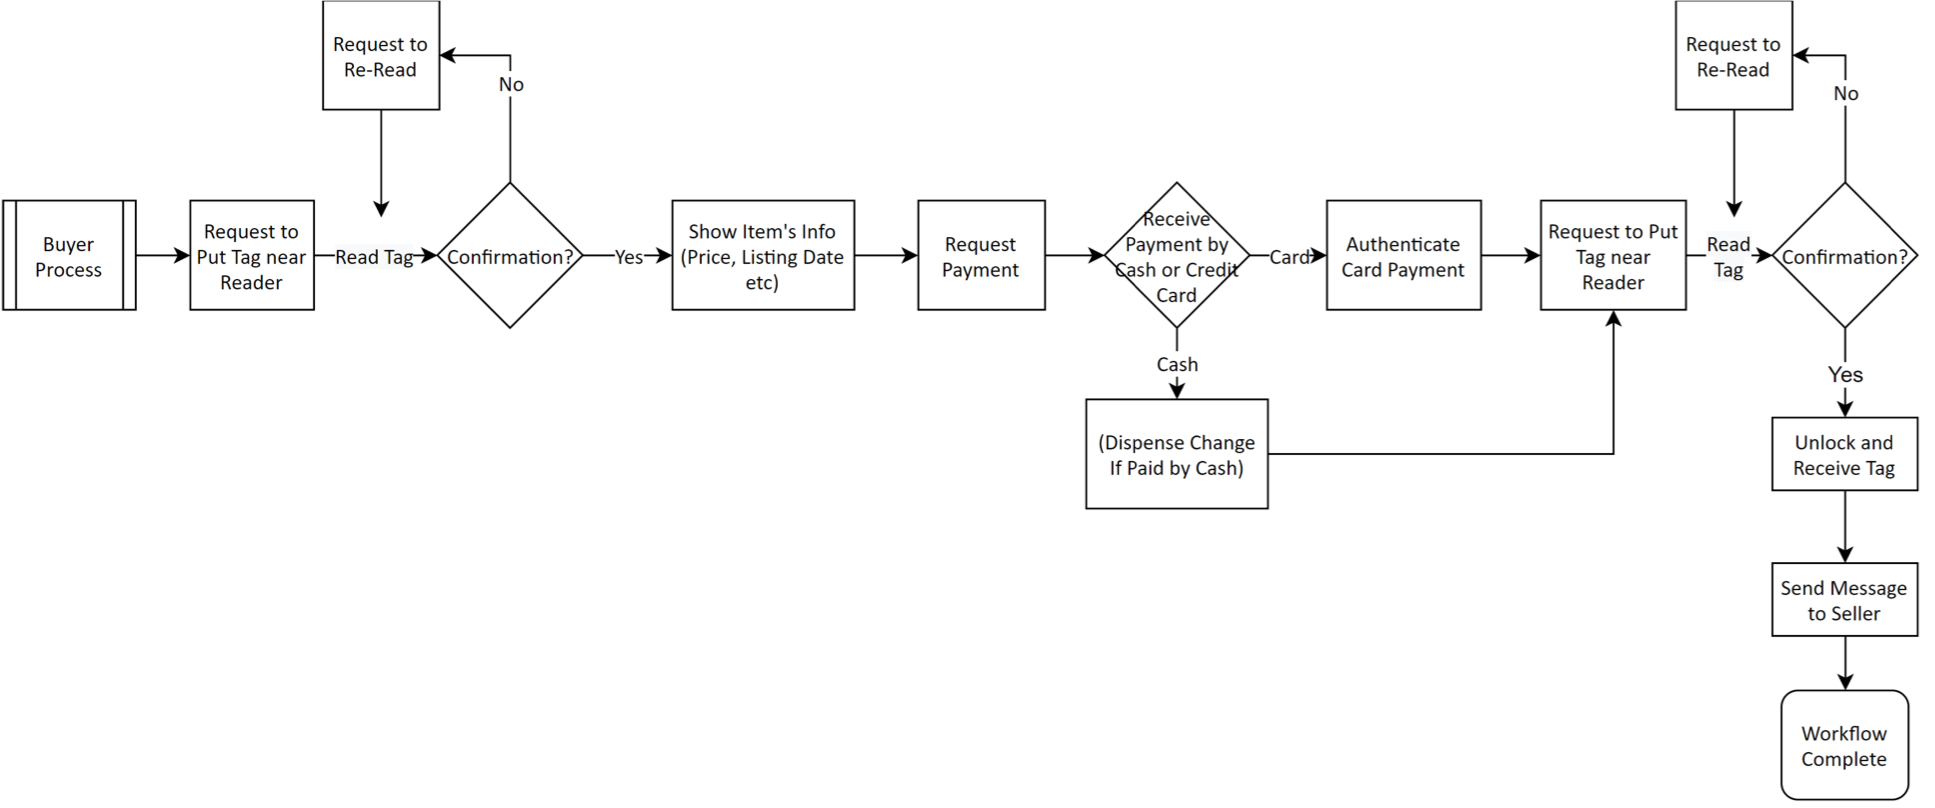 Request to
Re-Read
No
Buyer
Process
Request to
Put Tag near
Reader
Read Tag
Confirmation?
Yes
Show Item's Info
(Price, Listing Date
etc)
Request
Payment
Receive
Payment by
Cash or Credit
Card
Card
Authenticate
Card Payment
Cash
(Dispense Change
If Paid by Cash)
Request to Put
Tag near
Reader
Read
Tag
Request to
Re-Read
No
Confirmation?
Yes
Unlock and
Receive Tag
Send Message
to Seller
Workflow
Complete